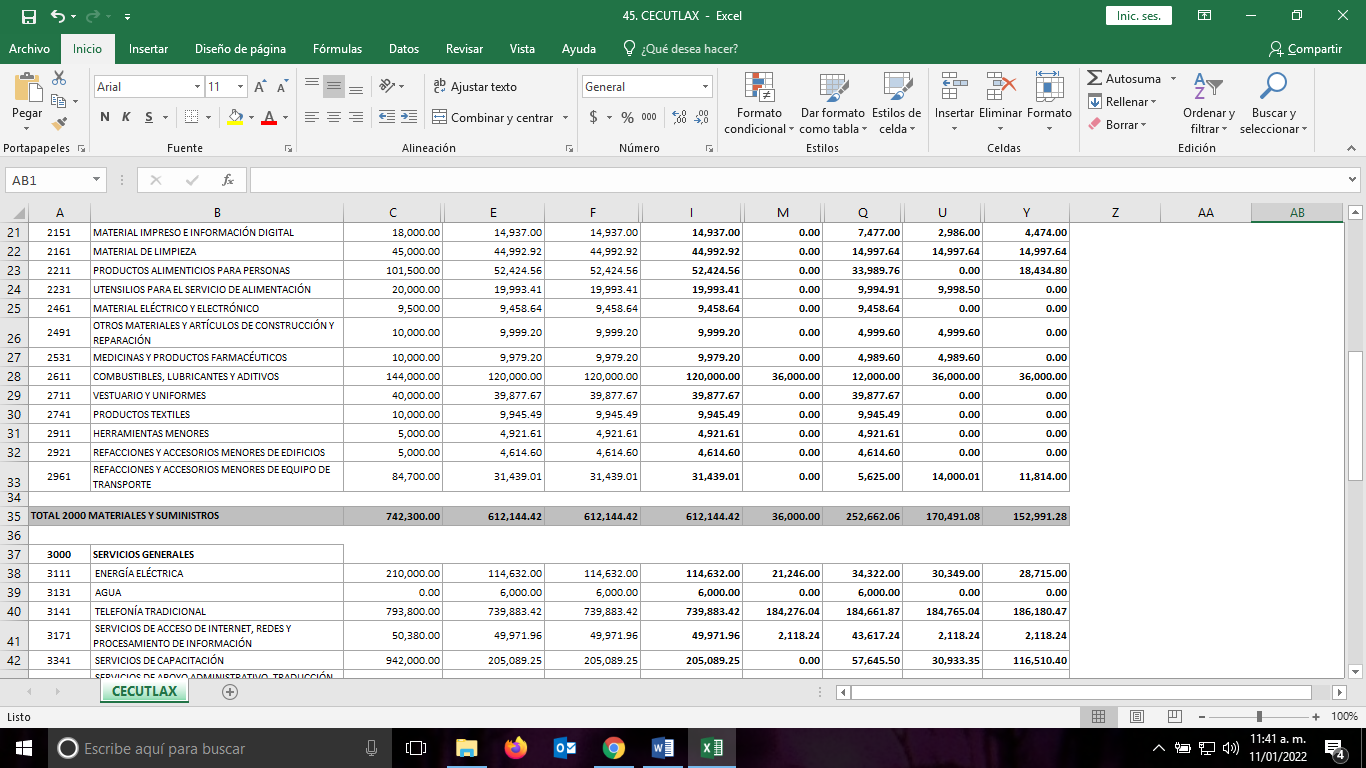 45. CECUTLAX - Excel
Inic. ses.
Archivo Inicio Insertar Diseño de página Fórmulas Datos Revisar Vista Ayuda ¿Qué desea hacer? Compartir
Pegar
Arial 11
N K S
Ajustar texto
Combinar y centrar
General
$ % 000
Formato condicional
Dar formato como tabla
Estilos de celda
Insertar Eliminar Formato
Autosuma
Rellenar
Borrar
Ordenar y filtrar
Buscar y seleccionar
Portapapeles Fuente Alineación Número Estilos Celdas Edición
AB1 fx
A B C E F I M Q U Y Z AA AB
21 2151 MATERIAL IMPRESO E INFORMACIÓN DIGITAL 18,000.00 14,937.00 14,937.00 14,937.00 0.00 7,477.00 2,986.00 4,474.00
22 2161 MATERIAL DE LIMPIEZA 45,000.00 44,992.92 44,992.92 44,992.92 0.00 14,997.64 14,997.64 14,997.64
23 2211 PRODUCTOS ALIMENTICIOS PARA PERSONAS 101,500.00 52,424.56 52,424.56 52,424.56 0.00 33,989.76 0.00 18,434.80
24 2231 UTENSILIOS PARA EL SERVICIO DE ALIMENTACIÓN 20,000.00 19,993.41 19,993.41 19,993.41 0.00 9,994.91 9,998.50 0.00
25 2461 MATERIAL ELÉCTRICO Y ELECTRÓNICO 9,500.00 9,458.64 9,458.64 9,458.64 0.00 9,458.64 0.00 0.00
26 2491 OTROS MATERIALES Y ARTÍCULOS DE CONSTRUCCIÓN Y REPARACIÓN 10,000.00 9,999.20 9,999.20 9,999.20 0.00 4,999.60 4,999.60 0.00
27 2531 MEDICINAS Y PRODUCTOS FARMACÉUTICOS 10,000.00 9,979.20 9,979.20 9,979.20 0.00 4,989.60 4,989.60 0.00
28 2611 COMBUSTIBLES, LUBRICANTES Y ADITIVOS 144,000.00 120,000.00 120,000.00 120,000.00 36,000.00 12,000.00 36,000.00 36,000.00
29 2711 VESTUARIO Y UNIFORMES 40,000.00 39,877.67 39,877.67 39,877.67 0.00 39,877.67 0.00 0.00
30 2741 PRODUCTOS TEXTILES 10,000.00 9,945.49 9,945.49 9,945.49 0.00 9,945.49 0.00 0.00
31 2911 HERRAMIENTAS MENORES 5,000.00 4,921.61 4,921.61 4,921.61 0.00 4,921.61 0.00 0.00
32 2921 REFACCIONES Y ACCESORIOS MENORES DE EDIFICIOS 5,000.00 4,614.60 4,614.60 4,614.60 0.00 4,614.60 0.00 0.00
33 2961 REFACCIONES Y ACCESORIOS MENORES DE EQUIPO DE TRANSPORTE 84,700.00 31,439.01 31,439.01 31,439.01 0.00 5,625.00 14,000.01 11,814.00
34
35 TOTAL 2000 MATERIALES Y SUMINISTROS 742,300.00 612,144.42 612,144.42 612,144.42 36,000.00 252,662.06 170,491.08 152,991.28
36
37 3000 SERVICIOS GENERALES
38 3111 ENERGÍA ELÉCTRICA 210,000.00 114,632.00 114,632.00 114,632.00 21,246.00 34,322.00 30,349.00 28,715.00
39 3131 AGUA 0.00 6,000.00 6,000.00 6,000.00 0.00 6,000.00 0.00 0.00
40 3141 TELEFONÍA TRADICIONAL 793,800.00 739,883.42 739,883.42 739,883.42 184,276.04 184,661.87 184,765.04 186,180.47
41 3171 SERVICIOS DE ACCESO DE INTERNET, REDES Y PROCESAMIENTO DE INFORMACIÓN 50,380.00 49,971.96 49,971.96 49,971.96 2,118.24 43,617.24 2,118.24 2,118.24
42 3341 SERVICIOS DE CAPACITACIÓN 942,000.00 205,089.25 205,089.25 205,089.25 0.00 57,645.50 30,933.35 116,510.40
SERVICIOS DE APOYO ADMINISTRATIVO, TRADUCCIÓN
CECUTLAX
Listo 100%
Escribe aquí para buscar
11:41 a. m.
11/01/2022
4